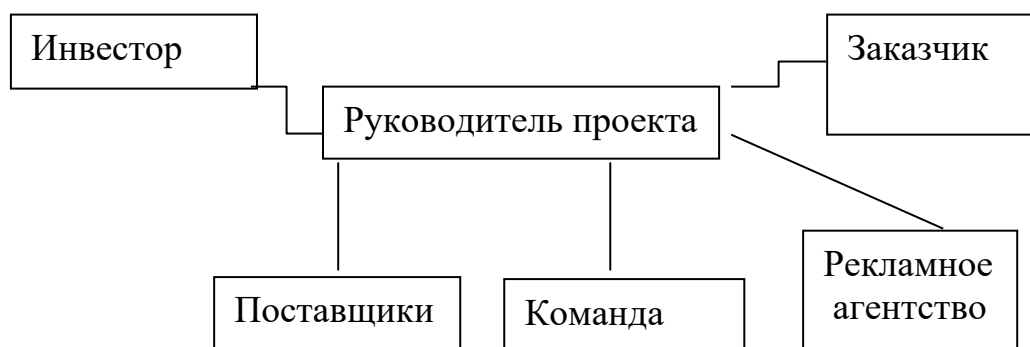 Инвестор
Заказчик
Руководитель проекта
Поставщики
Команда
Рекламное
агентство